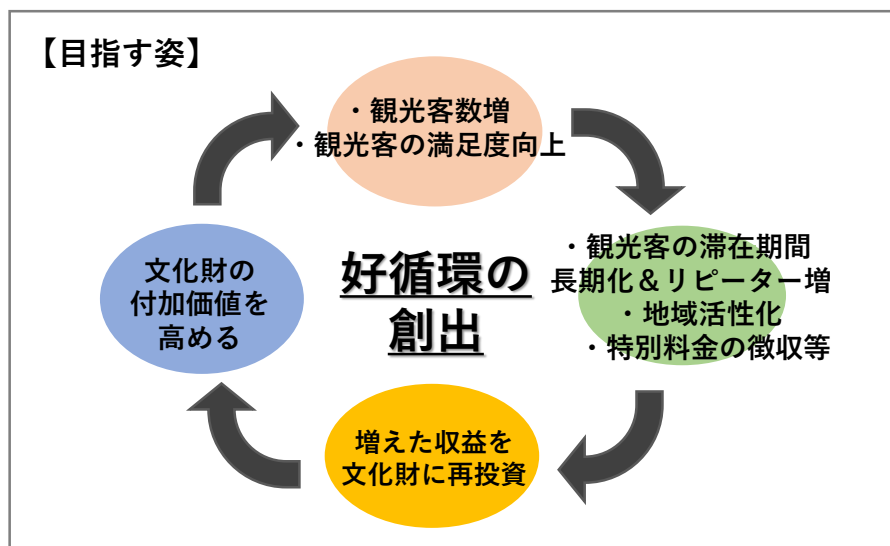 【目指す姿】
・観光客数増
・観光客の満足度向上
・観光客の滞在期間
長期化＆リピーター増
・地域活性化
・特別料金の徴収等
増えた収益を
文化財に再投資
文化財の
付加価値を
高める
好循環の
創出